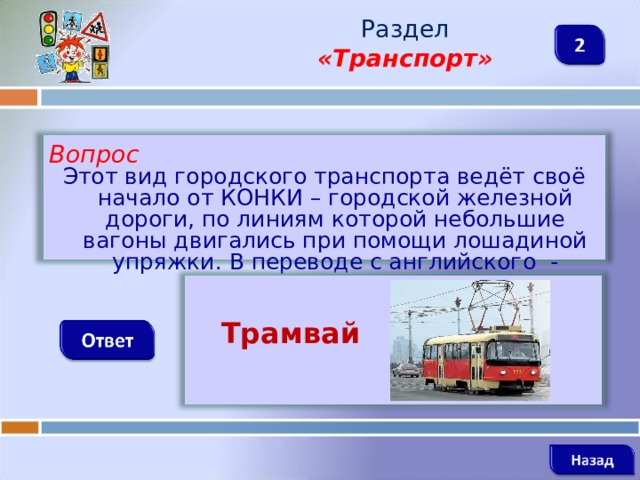 Раздел
«Транспорт»
2
Вопрос
Этот вид городского транспорта ведёт своё
начало от КОНКИ – городской железной
дороги, по линиям которой небольшие
вагоны двигались при помощи лошадиной
упряжки. В переводе с английского -
Трамвай
Ответ
Назад